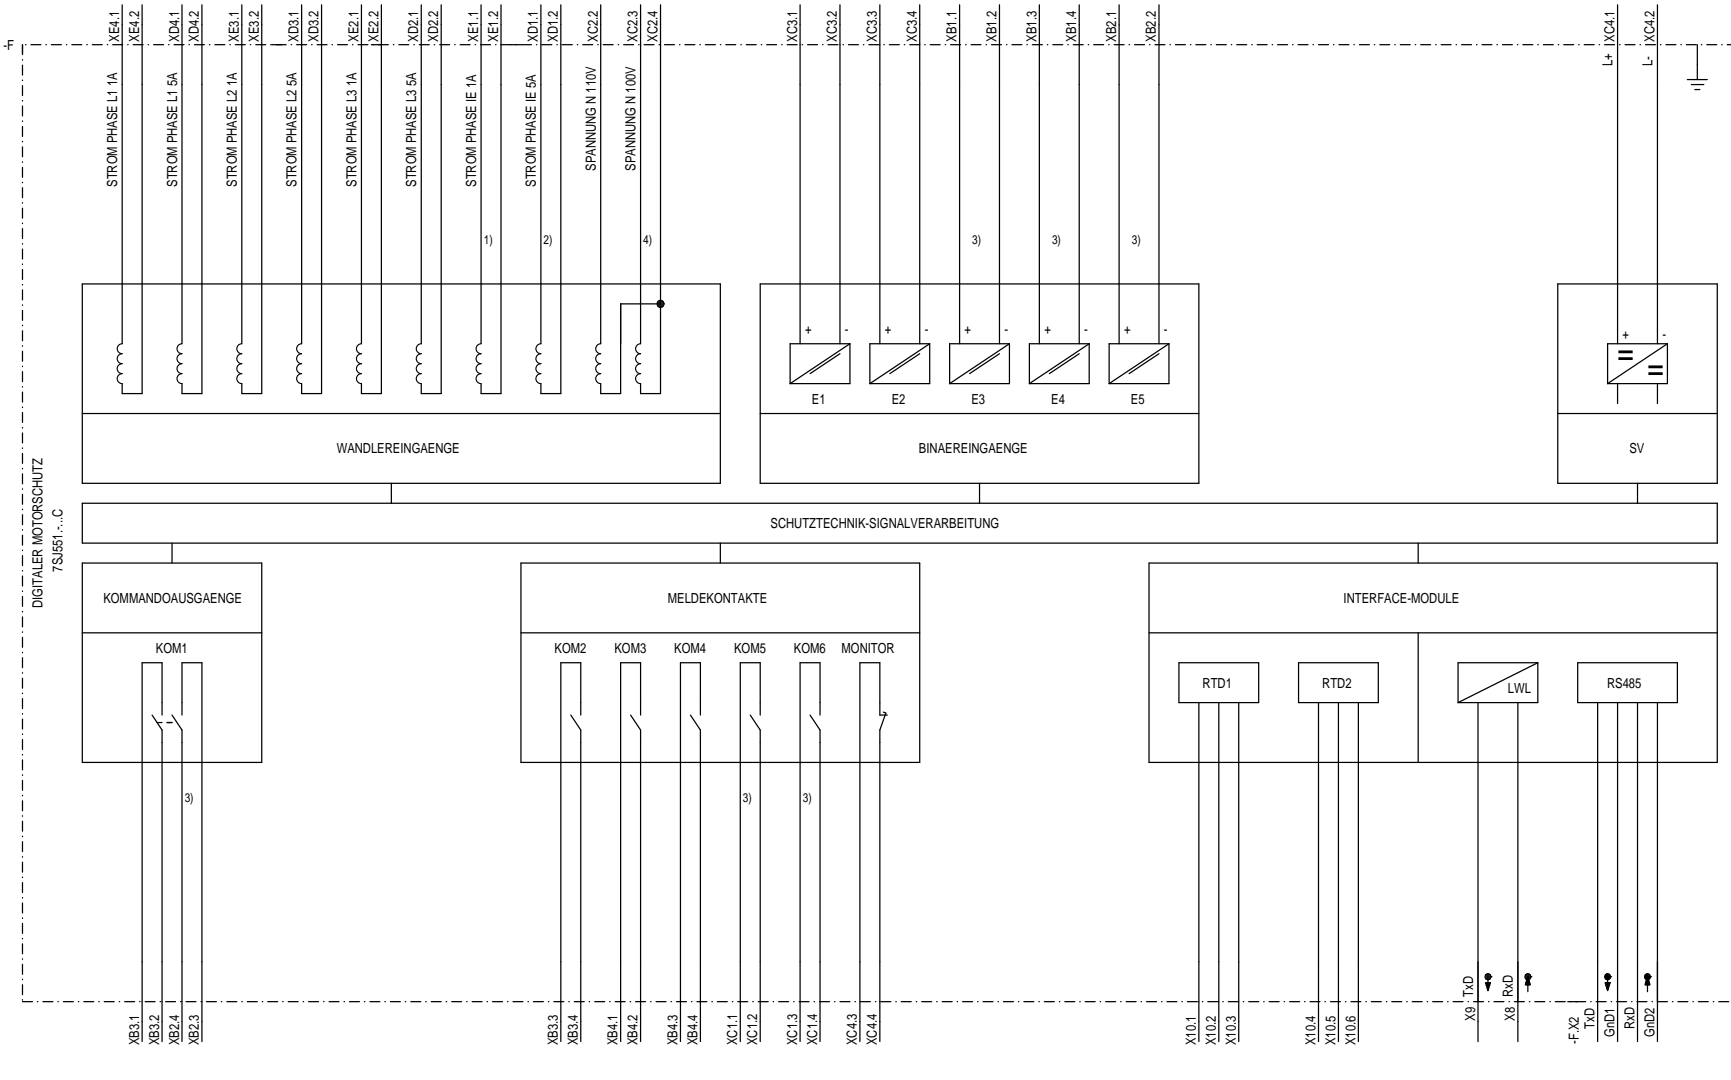 -F
XE4.1
XE4.2
XD4.1
XD4.2
XE3.1
XE3.2
XD3.1
XD3.2
XE2.1
XE2.2
XD2.1
XD2.2
XE1.1
XE1.2
XD1.1
XD1.2
XC2.2
XC2.3
XC2.4
XC3.1
XC3.2
XC3.3
XC3.4
XB1.1
XB1.2
XB1.3
XB1.4
XB2.1
XB2.2
XC4.1
XC4.2
L+
L-
STROM PHASE L1 1A
STROM PHASE L1 5A
STROM PHASE L2 1A
STROM PHASE L2 5A
STROM PHASE L3 1A
STROM PHASE L3 5A
STROM PHASE IE 1A
STROM PHASE IE 5A
SPANNUNG N 110V
SPANNUNG N 100V
1)
2)
4)
3)
3)
3)
+ -
+ -
+ -
+ -
+ -
+ -
E1
E2
E3
E4
E5
WANDLEREINGAENGE
BINAEREINGAENGE
SV
DIGITALER MOTORSCHUTZ
7SJ551.-...C
SCHUTZTECHNIK-SIGNALVERARBEITUNG
KOMMANDOAUSGAENGE
MELDEKONTAKTE
INTERFACE-MODULE
KOM1
KOM2
KOM3
KOM4
KOM5
KOM6
MONITOR
RTD1
RTD2
LWL
RS485
3)
3)
3)
XB3.1
XB3.2
XB2.4
XB2.3
XB3.3
XB3.4
XB4.1
XB4.2
XB4.3
XB4.4
XC1.1
XC1.2
XC1.3
XC1.4
XC4.3
XC4.4
X10.1
X10.2
X10.3
X10.4
X10.5
X10.6
X9 TxD
X8 RxD
-F.X2
TxD
GnD1
RxD
GnD2